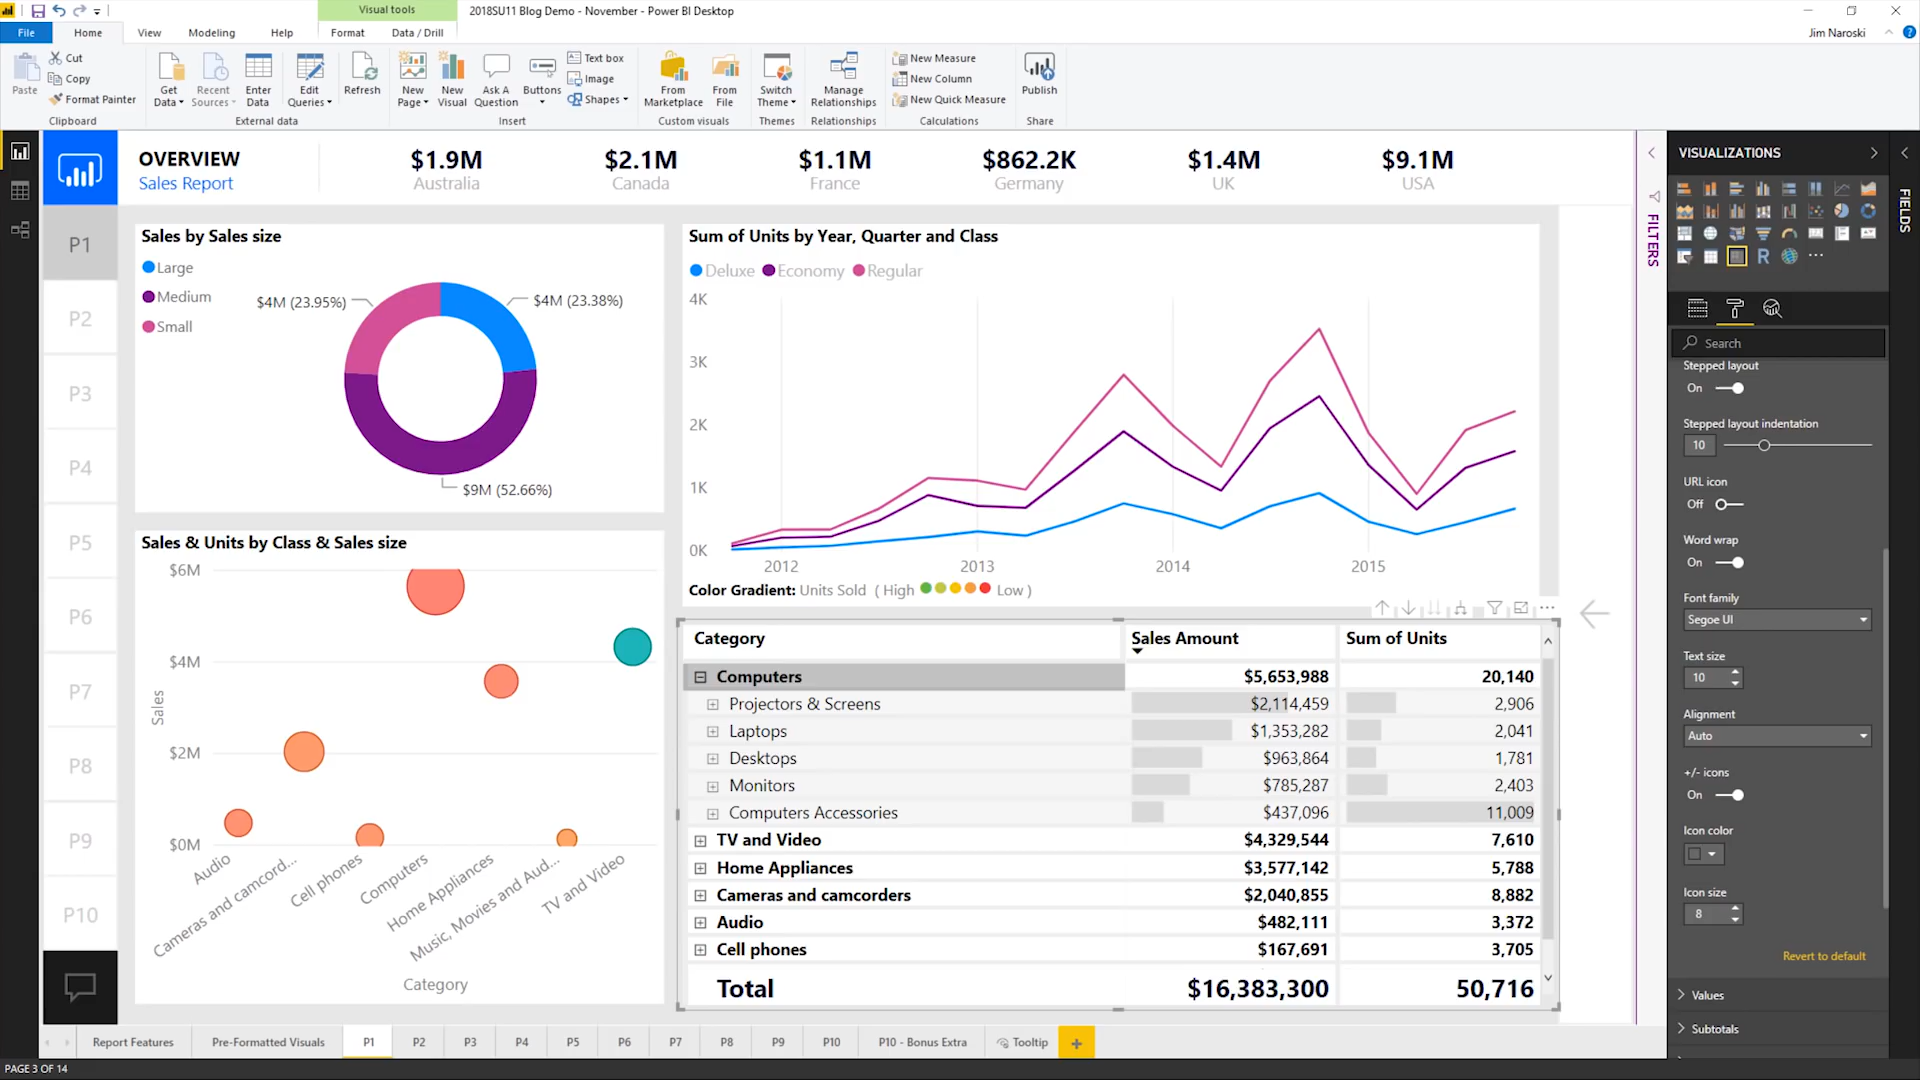 Visual tools
2018SU11 Blog Demo - November - Power BI Desktop
File
Home
View
Modeling
Help
Format
Data / Drill
Jim Naroski
Paste
Cut
Copy
Format Painter
Clipboard
Get Data
Recent Sources
Enter Data
Edit Queries
Refresh
External data
New Page
New Visual
Ask A Question
Buttons
Text box
Image
Shapes
Insert
From Marketplace
From File
Custom visuals
Switch Theme
Themes
Manage Relationships
Relationships
New Measure
New Column
New Quick Measure
Calculations
Publish
Share
OVERVIEW
Sales Report
$1.9M
Australia
$2.1M
Canada
$1.1M
France
$862.2K
Germany
$1.4M
UK
$9.1M
USA
P1
P2
P3
P4
P5
P6
P7
P8
P9
P10
Sales by Sales size
Large
Medium
Small
$4M (23.95%)
$4M (23.38%)
$9M (52.66%)
Sum of Units by Year, Quarter and Class
Deluxe
Economy
Regular
4K
3K
2K
1K
0K
2012
2013
2014
2015
Color Gradient: Units Sold ( High Low )
Sales & Units by Class & Sales size
$6M
$4M
$2M
$0M
Sales
Audio
Cameras and camcord...
Cell phones
Computers
Home Appliances
Music, Movies and Aud...
TV and Video
Category
Category Sales Amount Sum of Units
Computers $5,653,988 20,140
Projectors & Screens $2,114,459 2,906
Laptops $1,353,282 2,041
Desktops $963,864 1,781
Monitors $785,287 2,403
Computers Accessories $437,096 11,009
TV and Video $4,329,544 7,610
Home Appliances $3,577,142 5,788
Cameras and camcorders $2,040,855 8,882
Audio $482,111 3,372
Cell phones $167,691 3,705
Total $16,383,300 50,716
FILTERS
VISUALIZATIONS
R
Search
Stepped layout
On
Stepped layout indentation
10
URL icon
Off
Word wrap
On
Font family
Segoe UI
Text size
10
Alignment
Auto
+/- icons
On
Icon color
Icon size
8
Revert to default
Values
Subtotals
FIELDS
Report Features
Pre-Formatted Visuals
P1
P2
P3
P4
P5
P6
P7
P8
P9
P10
P10 - Bonus Extra
Tooltip
+
PAGE 3 OF 14